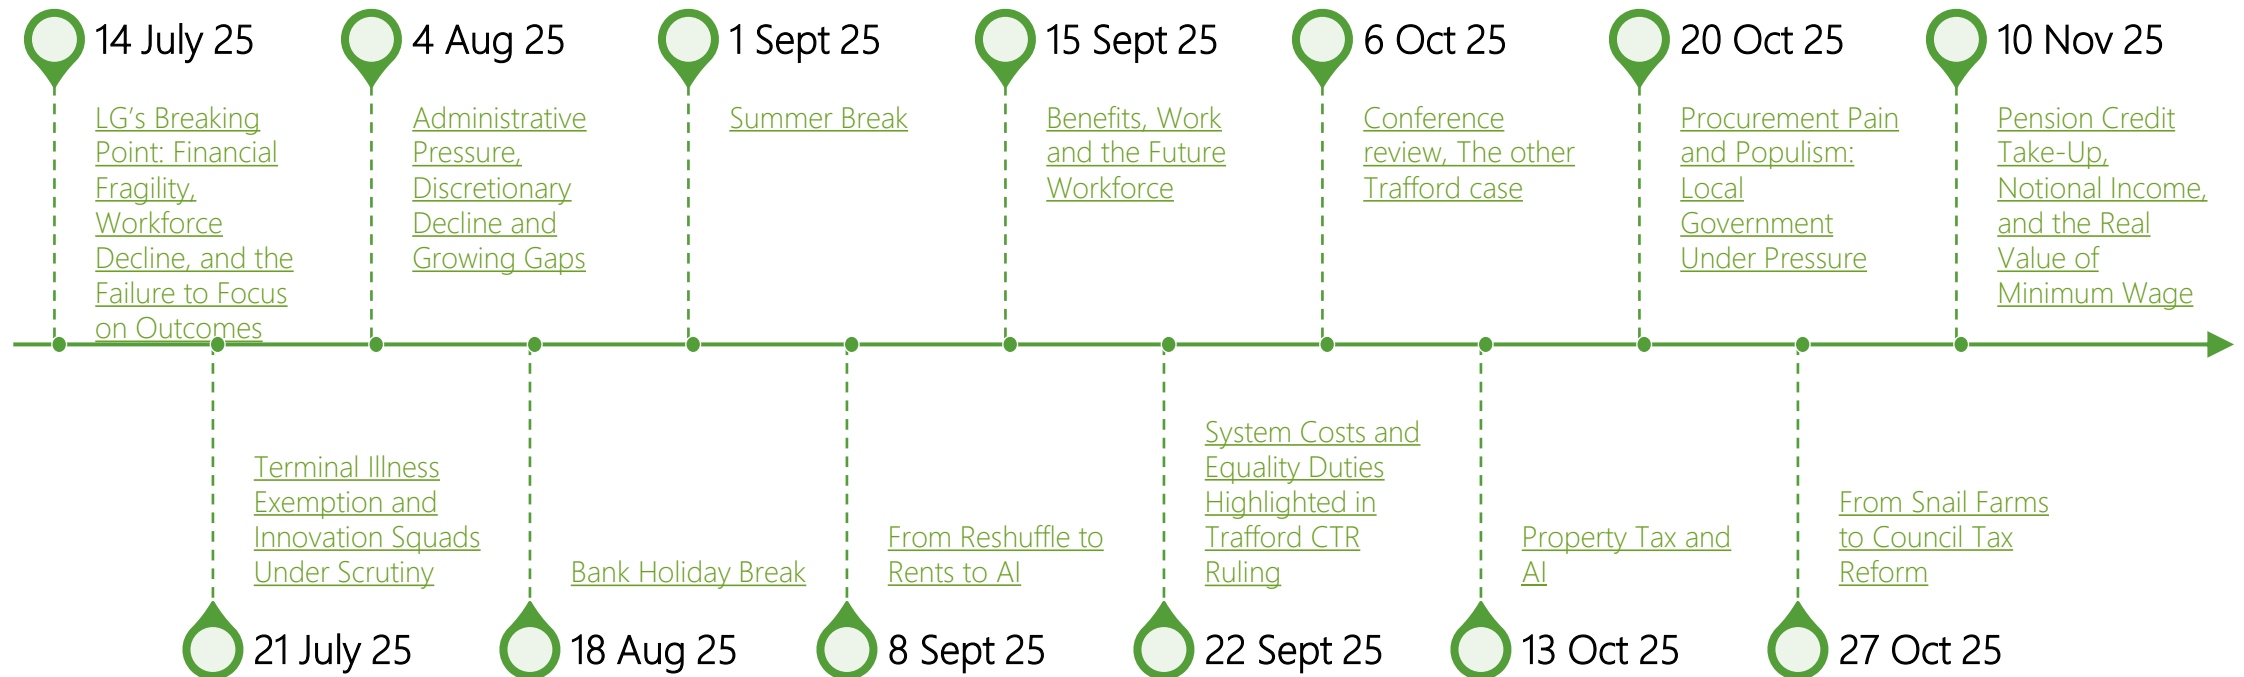 14 July 25
LG’s Breaking
Point: Financial
Fragility,
Workforce
Decline, and the
Failure to Focus
on Outcomes
4 Aug 25
Administrative
Pressure,
Discretionary
Decline and
Growing Gaps
1 Sept 25
Summer Break
15 Sept 25
Benefits, Work
and the Future
Workforce
6 Oct 25
Conference
review, The other
Trafford case
20 Oct 25
Procurement Pain
and Populism:
Local
Government
Under Pressure
10 Nov 25
Pension Credit
Take-Up,
Notional Income,
and the Real
Value of
Minimum Wage
Terminal Illness
Exemption and
Innovation Squads
Under Scrutiny
21 July 25
Bank Holiday Break
18 Aug 25
From Reshuffle to
Rents to AI
8 Sept 25
System Costs and
Equality Duties
Highlighted in
Trafford CTR
Ruling
22 Sept 25
Property Tax and
AI
13 Oct 25
From Snail Farms
to Council Tax
Reform
27 Oct 25